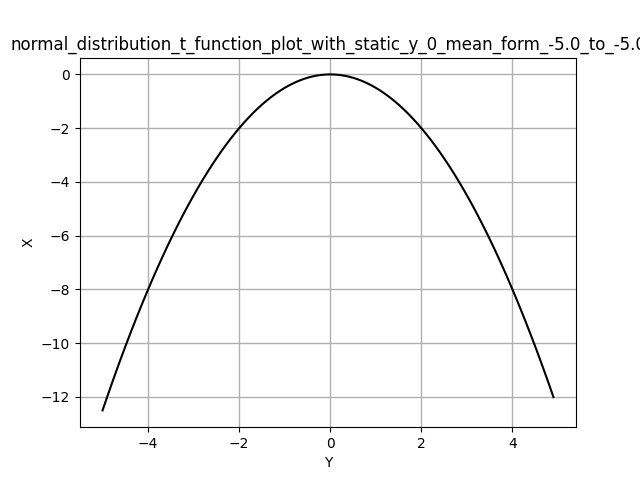 normal_distribution_t_function_plot_with_static_y_0_mean_form_-5.0_to_-5.0
0
−2
−4
−6
−8
−10
−12
X
−4 −2 0 2 4
Y